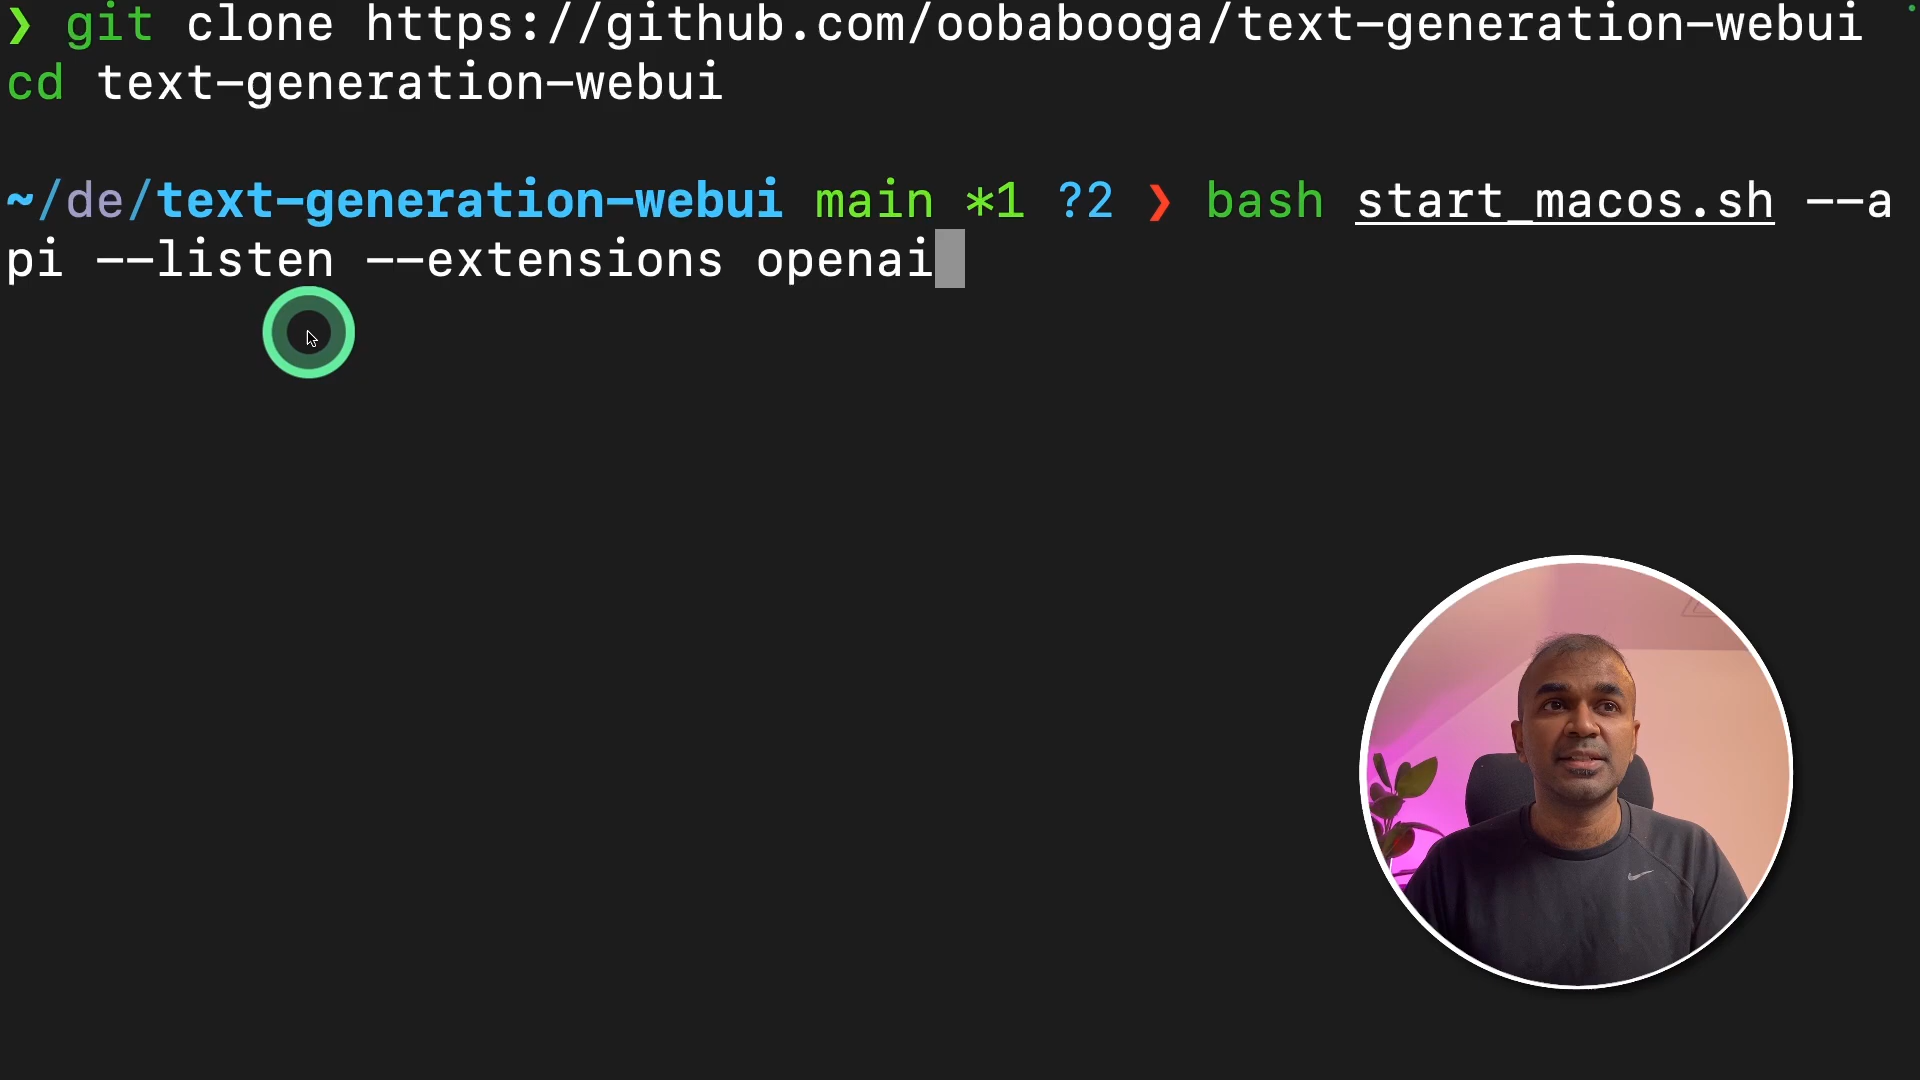 ❯ git clone https://github.com/oobabooga/text-generation-webui
cd text-generation-webui
~/de/text-generation-webui main *1 ?2 ❯ bash start_macos.sh --a
pi --listen --extensions openai